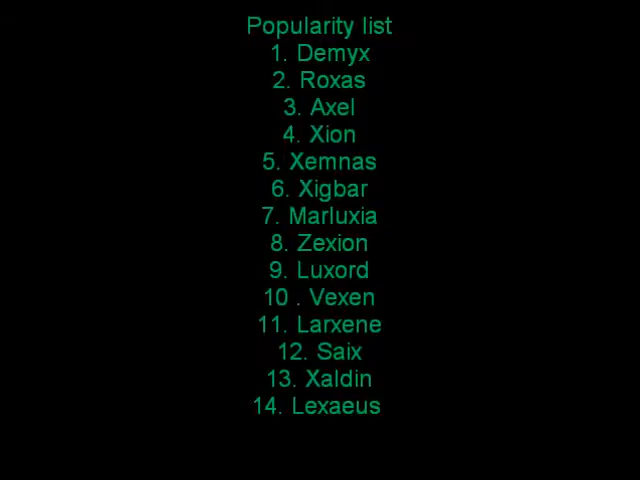 Popularity list
1. Demyx
2. Roxas
3. Axel
4. Xion
5. Xemnas
6. Xigbar
7. Marluxia
8. Zexion
9. Luxord
10 . Vexen
11. Larxene
12. Saix
13. Xaldin
14. Lexaeus